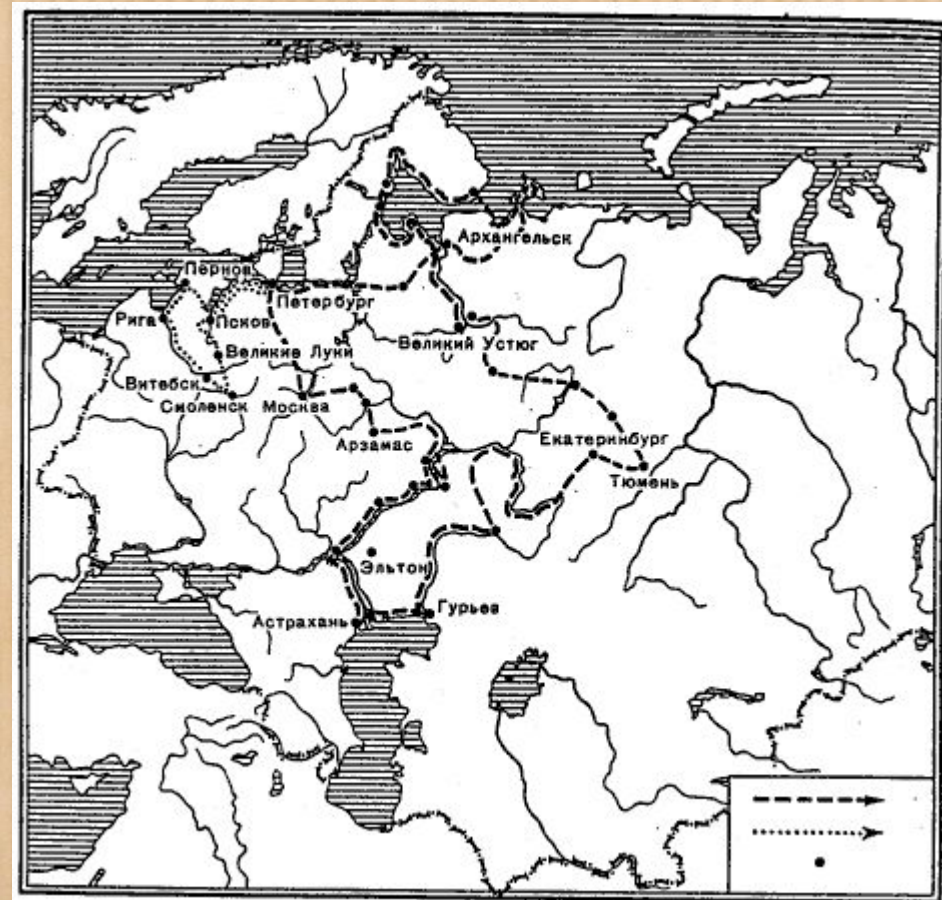 Архангельск
Пернов
Петербург
Рига
Псков
Великий Устюг
Великие Луки
Витебск
Смоленск
Москва
Арзамас
Екатеринбург
Тюмень
Эльтон
Астрахань
Гурьев